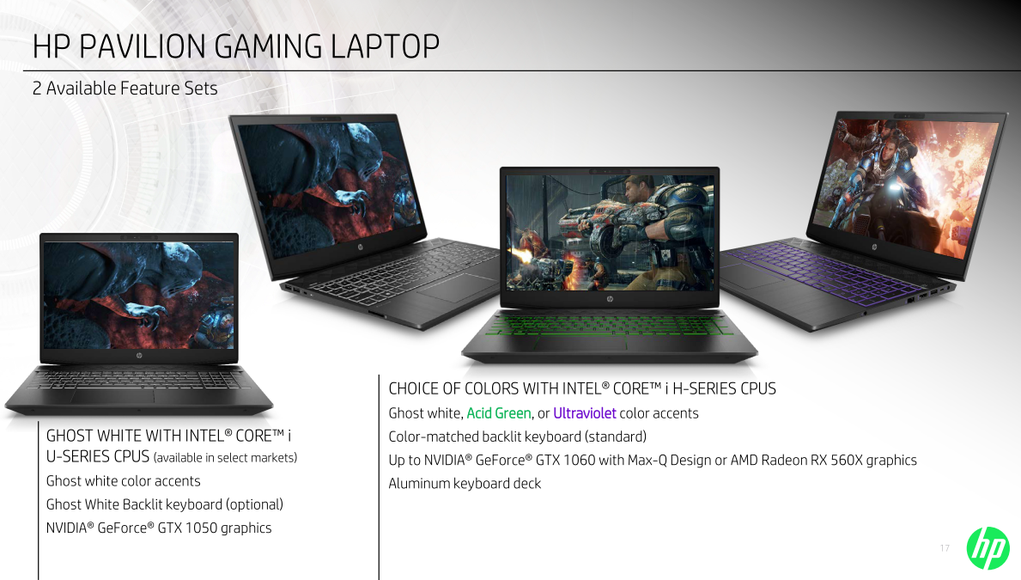 HP PAVILION GAMING LAPTOP
2 Available Feature Sets
GHOST WHITE WITH INTEL® CORE™ i
U-SERIES CPUS (available in select markets)
Ghost white color accents
Ghost White Backlit keyboard (optional)
NVIDIA® GeForce® GTX 1050 graphics
CHOICE OF COLORS WITH INTEL® CORE™ i H-SERIES CPUS
Ghost white, Acid Green, or Ultraviolet color accents
Color-matched backlit keyboard (standard)
Up to NVIDIA® GeForce® GTX 1060 with Max-Q Design or AMD Radeon RX 560X graphics
Aluminum keyboard deck
17
hp